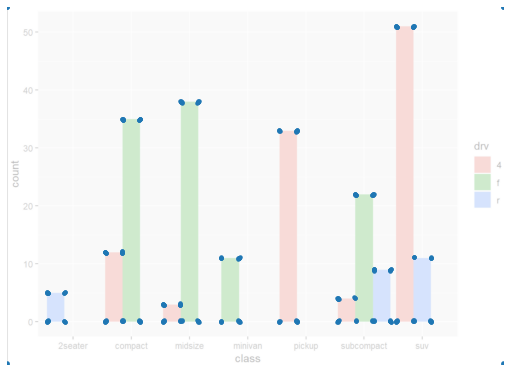 50
40
30
20
10
0
count
2seater compact midsize minivan pickup subcompact suv
class
drv
4
f
r